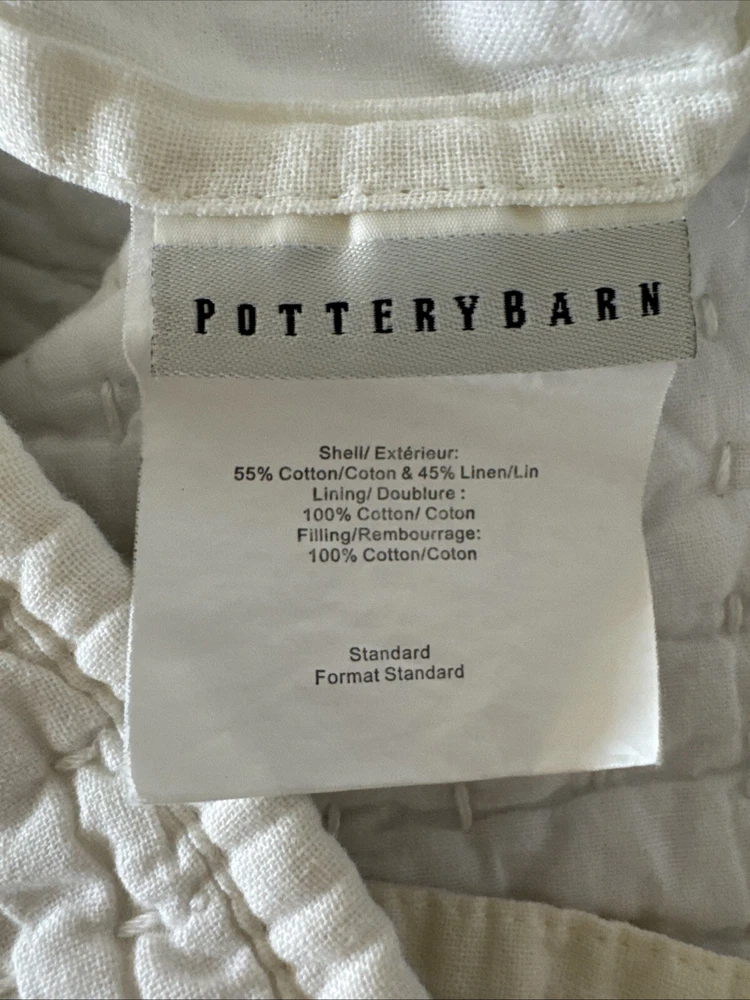 POTTERYBARN
Shell/ Extérieur:
55% Cotton/Coton & 45% Linen/Lin
Lining/ Doublure :
100% Cotton/ Coton
Filling/Rembourrage:
100% Cotton/Coton
Standard
Format Standard